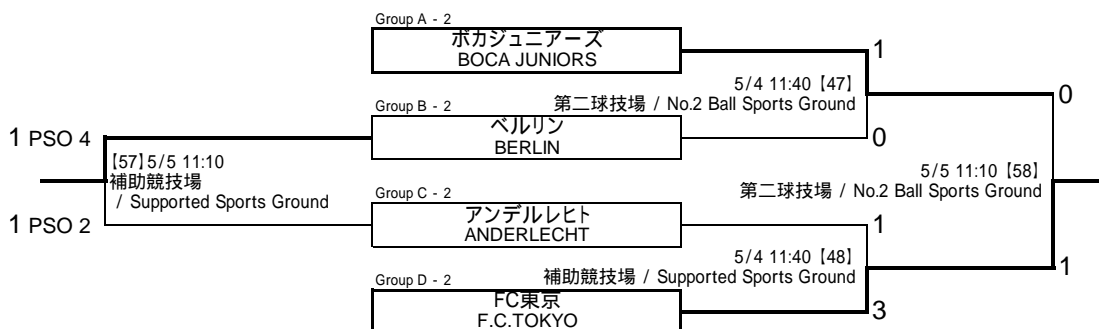 Group A - 2
ボカジュニアーズ
BOCA JUNIORS
1
5/4 11:40【47】
第二球技場 / No.2 Ball Sports Ground
0
Group B - 2
ベルリン
BERLIN
0
1 PSO 4
【57】5/5 11:10
補助競技場
/ Supported Sports Ground
5/5 11:10【58】
第二球技場 / No.2 Ball Sports Ground
Group C - 2
アンデルレヒト
ANDERLECHT
1 PSO 2
1
5/4 11:40【48】
補助競技場 / Supported Sports Ground
1
Group D - 2
FC東京
F.C.TOKYO
3